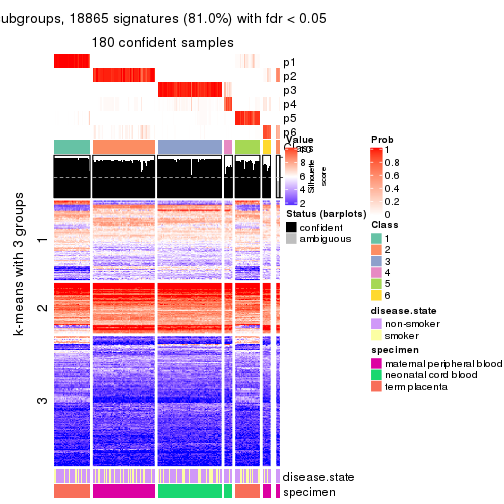 ubgroups, 18865 signatures (81.0%) with fdr < 0.05
180 confident samples
p1
p2
p3
p4
p5
p6
Class
k-means with 3 groups
1
2
3
Value
8
6
4
2
Silhouette
score
Status (barplots)
confident
ambiguous
Prob
1
0.8
0.6
0.4
0.2
0
Class
1
2
3
4
5
6
disease.state
non-smoker
smoker
specimen
maternal peripheral blood
neonatal cord blood
term placenta
disease.state
specimen